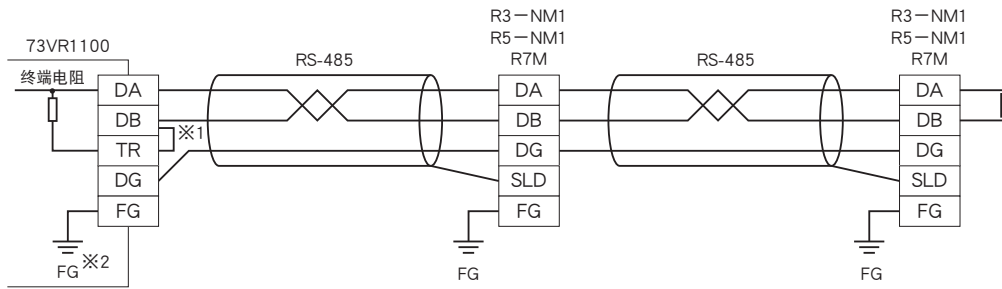 R3－NM1
R5－NM1
R7M
R3－NM1
R5－NM1
R7M
73VR1100
RS-485
RS-485
终端电阻
DA
DB
TR
DG
FG
※1
DA
DB
DG
SLD
FG
DA
DB
DG
SLD
FG
FG
※2
FG
FG